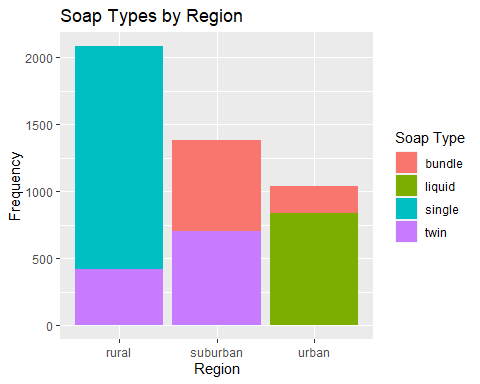 Soap Types by Region
2000
1500
1000
500
0
Frequency
rural suburban urban
Region
Soap Type
bundle
liquid
single
twin